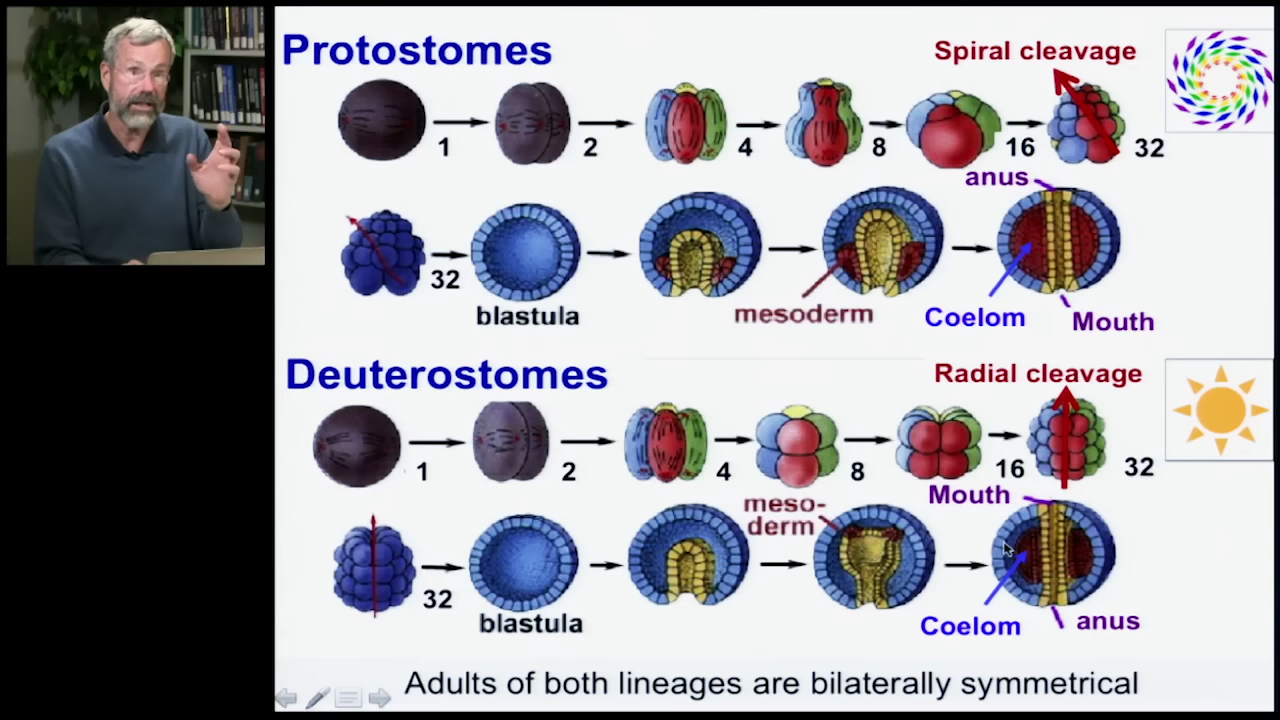 Protostomes
Spiral cleavage
1
2
4
8
16
32
anus
32
blastula
mesoderm
Coelom
Mouth
Deuterostomes
Radial cleavage
1
2
4
8
16
32
Mouth
meso-
derm
32
blastula
Coelom
anus
Adults of both lineages are bilaterally symmetrical